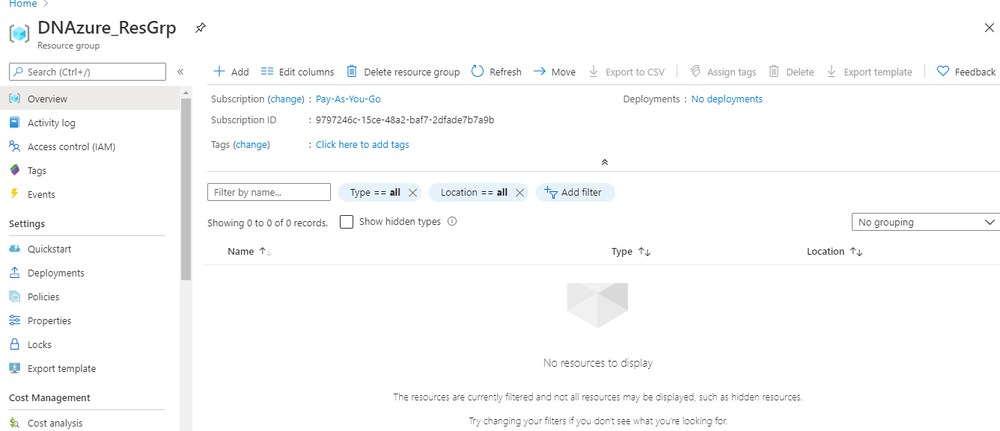 Home
DNAzure_ResGrp
Resource group
Search (Ctrl+/)
«
Add Edit columns Delete resource group Refresh Move Export to CSV Assign tags Delete Export template Feedback
Overview
Activity log
Access control (IAM)
Tags
Events
Settings
Quickstart
Deployments
Policies
Properties
Locks
Export template
Cost Management
Cost analysis
Subscription (change) : Pay-As-You-Go Deployments : No deployments
Subscription ID : 9797246c-15ce-48a2-baf7-2dfade7b7a9b
Tags (change) : Click here to add tags
Filter by name... Type == all Location == all Add filter
Showing 0 to 0 of 0 records. Show hidden types No grouping
Name Type Location
No resources to display
The resources are currently filtered and not all resources may be displayed, such as hidden resources.
Try changing your filters if you don't see what you're looking for.